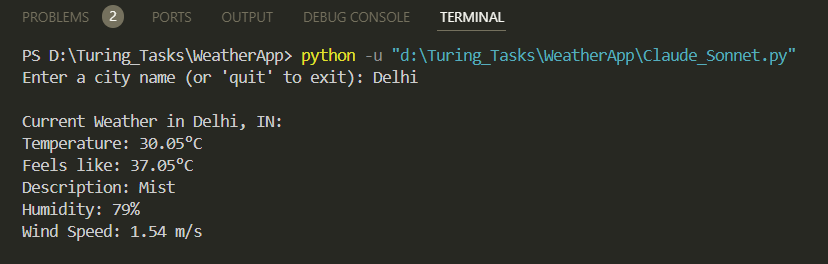 PROBLEMS 2 PORTS OUTPUT DEBUG CONSOLE TERMINAL
PS D:\Turing_Tasks\WeatherApp> python -u "d:\Turing_Tasks\WeatherApp\Claude_Sonnet.py"
Enter a city name (or 'quit' to exit): Delhi
Current Weather in Delhi, IN:
Temperature: 30.05°C
Feels like: 37.05°C
Description: Mist
Humidity: 79%
Wind Speed: 1.54 m/s